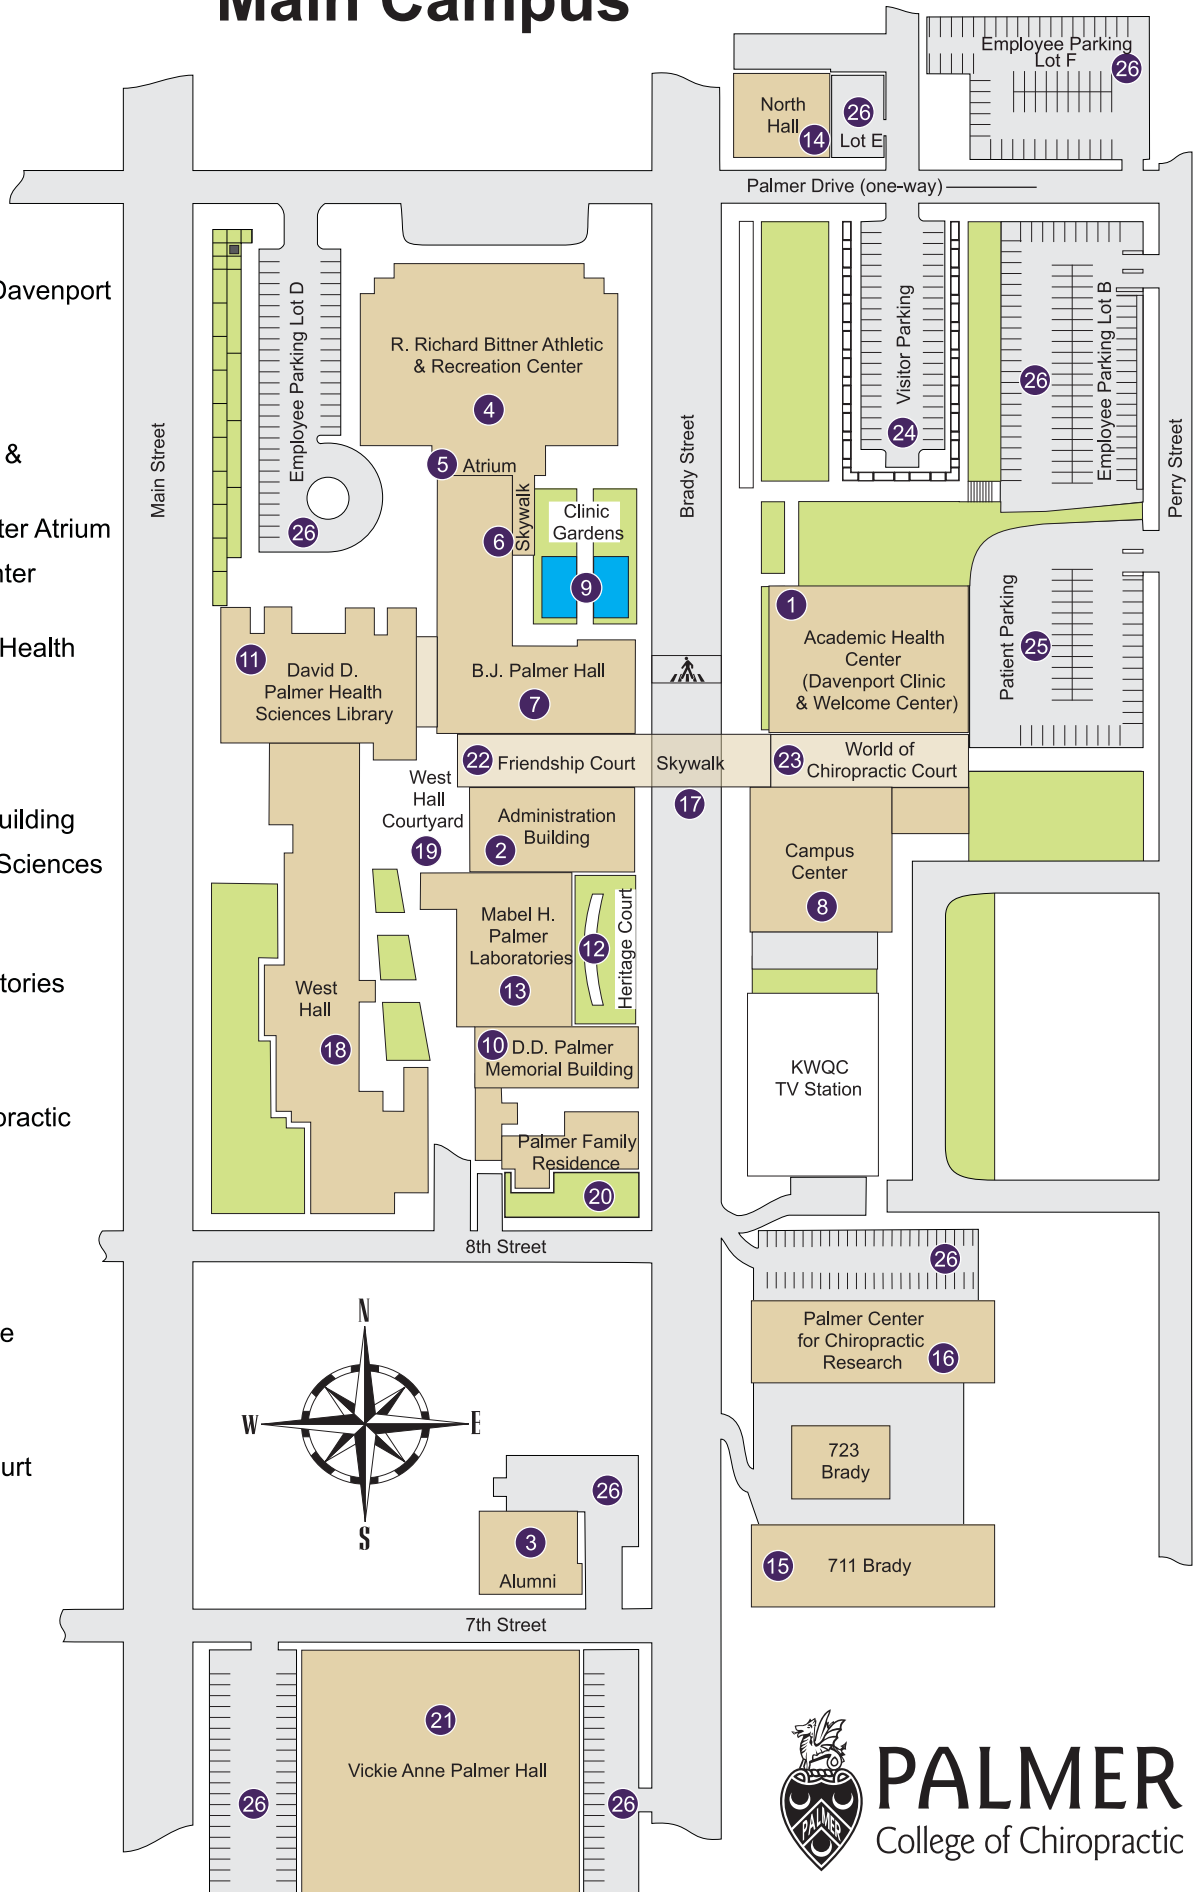 Main Campus
Employee Parking
Lot F
26
North
Hall
14
26
Lot E
Palmer Drive (one-way)
Davenport
&
ter Atrium
nter
Health
uilding
Sciences
tories
practic
e
urt
Main Street
Employee Parking Lot D
26
R. Richard Bittner Athletic
& Recreation Center
4
5 Atrium
Skywalk
6
Clinic
Gardens
9
Brady Street
Visitor Parking
24
Employee Parking Lot B
26
Perry Street
11
David D.
Palmer Health
Sciences Library
B.J. Palmer Hall
7
1
Academic Health
Center
(Davenport Clinic
& Welcome Center)
Patient Parking
25
22 Friendship Court
Skywalk
17
23
World of
Chiropractic Court
West
Hall
Courtyard
19
Administration
Building
2
Campus
Center
8
Mabel H.
Palmer
Laboratories
13
12
Heritage Court
West
Hall
18
10 D.D. Palmer
Memorial Building
KWQC
TV Station
Palmer Family
Residence
20
8th Street
26
Palmer Center
for Chiropractic
Research
16
N
W
E
S
723
Brady
26
3
Alumni
15 711 Brady
7th Street
21
Vickie Anne Palmer Hall
26
26
PALMER
PALMER
College of Chiropractic